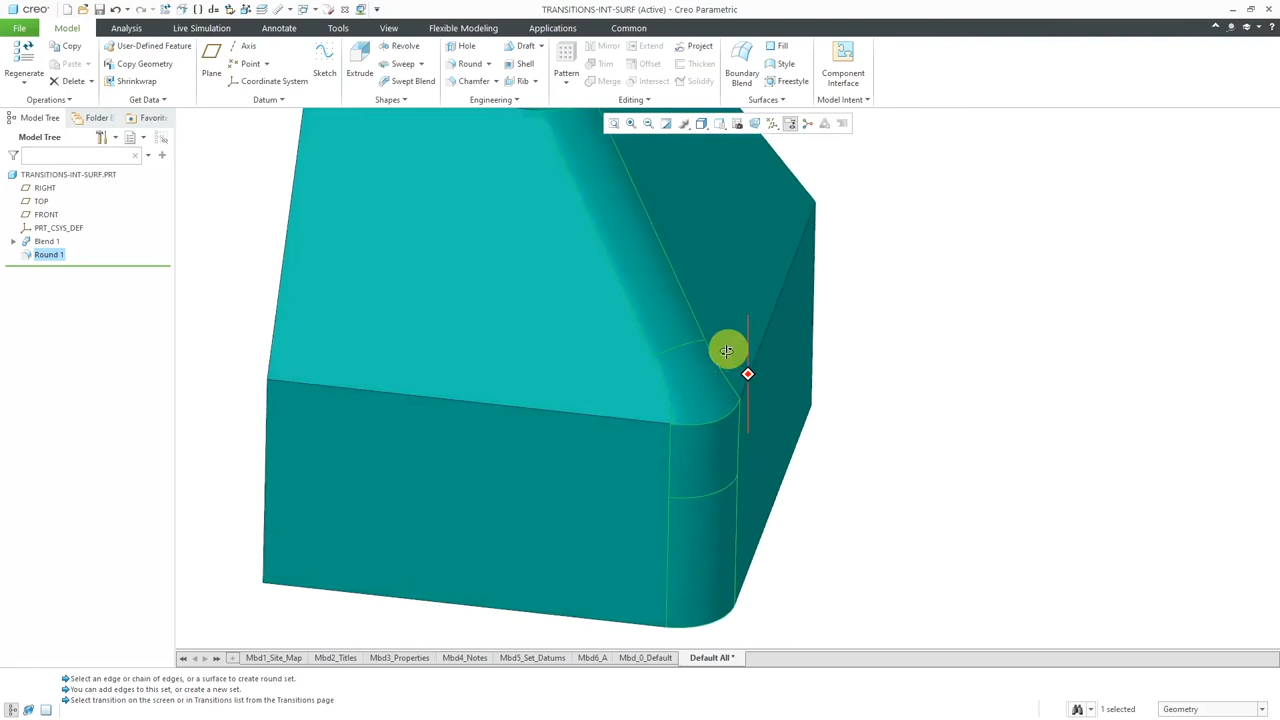 creo
TRANSITIONS-INT-SURF (Active) - Creo Parametric
File Model Analysis Live Simulation Annotate Tools View Flexible Modeling Applications Common
Regenerate
Copy
Paste
Delete
Operations
User-Defined Feature
Copy Geometry
Shrinkwrap
Get Data
Plane
Axis
Point
Coordinate System
Sketch
Datum
Extrude
Revolve
Sweep
Swept Blend
Shapes
Hole
Round
Chamfer
Draft
Shell
Rib
Engineering
Pattern
Mirror
Trim
Merge
Extend
Offset
Intersect
Project
Thicken
Solidify
Editing
Boundary
Blend
Fill
Style
Freestyle
Surfaces
Component
Interface
Model Intent
Model Tree Folder Favorit
Model Tree
TRANSITIONS-INT-SURF.PRT
RIGHT
TOP
FRONT
PRT_CSYS_DEF
Blend 1
Round 1
Mbd1_Site_Map Mbd2_Titles Mbd3_Properties Mbd4_Notes Mbd5_Set_Datums Mbd6_A Mbd_0_Default Default All *
Select an edge or chain of edges, or a surface to create round set.
You can add edges to this set, or create a new set.
Select transition on the screen or in Transitions list from the Transitions page
1 selected
Geometry